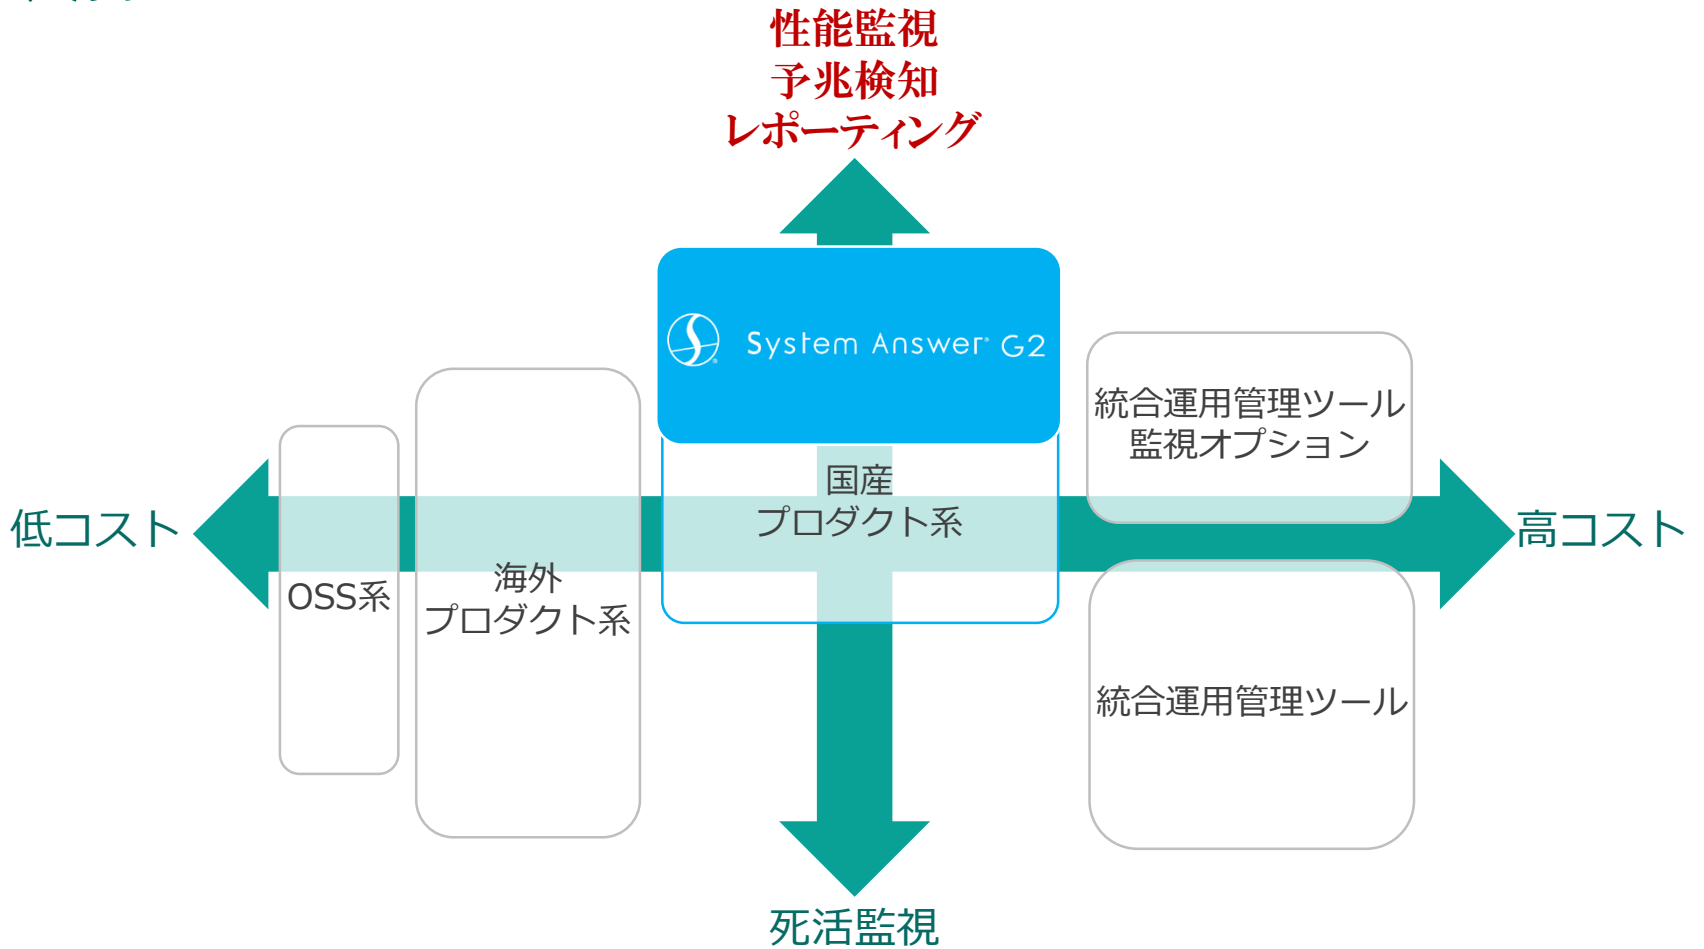 性能監視
予兆検知
レポーティング
System Answer G2
統合運用管理ツール
監視オプション
国産
プロダクト系
低コスト
高コスト
海外
プロダクト系
OSS系
統合運用管理ツール
死活監視